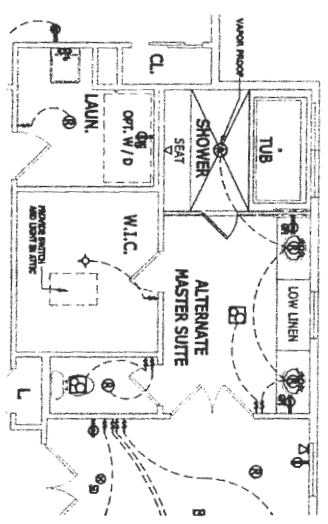 VAPOR PROOF
TUB
SHOWER
SEAT
CL.
OPT. W / D
LAUN.
LOW LINEN
ALTERNATE
MASTER SUITE
W.I.C.
PROVIDE SWITCH
AND LIGHT IN ATTIC
L
B
SD